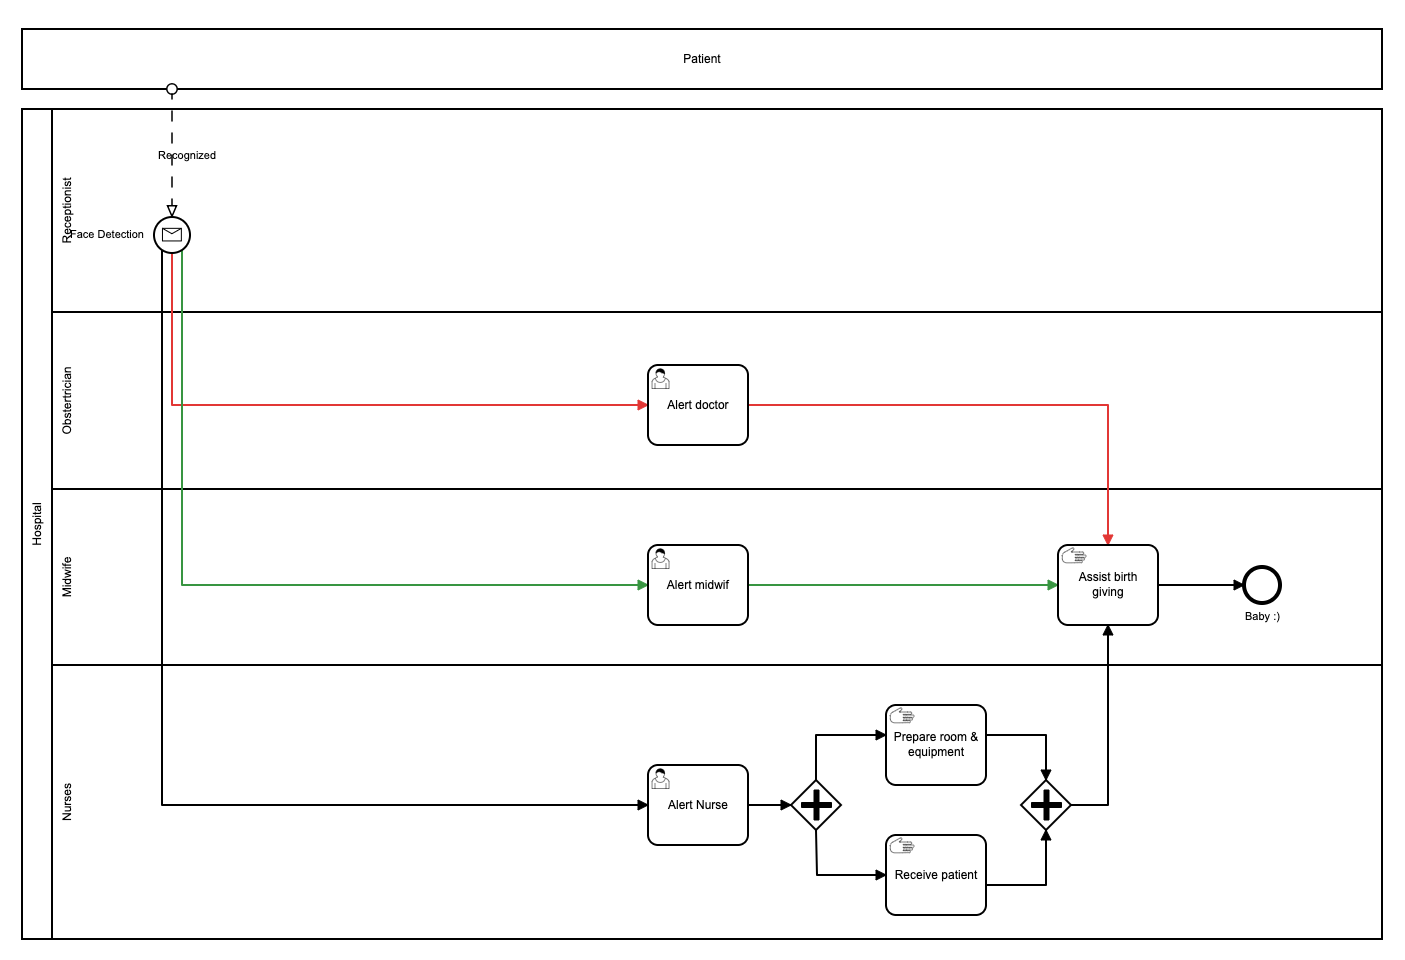 Patient
Recognized
Receptionist
Face Detection
Obstertrician
Alert doctor
Hospital
Midwife
Alert midwif
Assist birth
giving
Baby :)
Nurses
Alert Nurse
Prepare room &
equipment
Receive patient